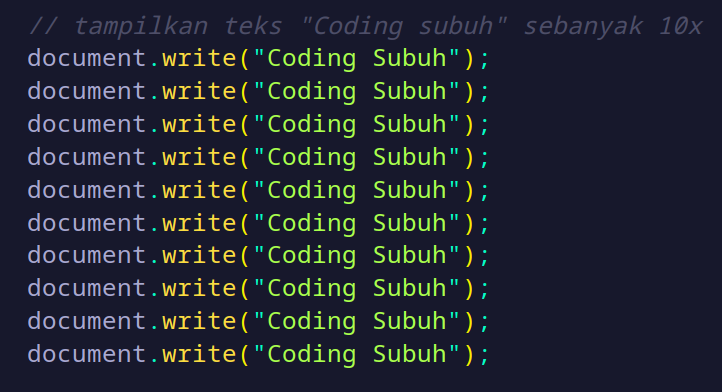 // tampilkan teks "Coding subuh" sebanyak 10x
document.write("Coding Subuh");
document.write("Coding Subuh");
document.write("Coding Subuh");
document.write("Coding Subuh");
document.write("Coding Subuh");
document.write("Coding Subuh");
document.write("Coding Subuh");
document.write("Coding Subuh");
document.write("Coding Subuh");
document.write("Coding Subuh");